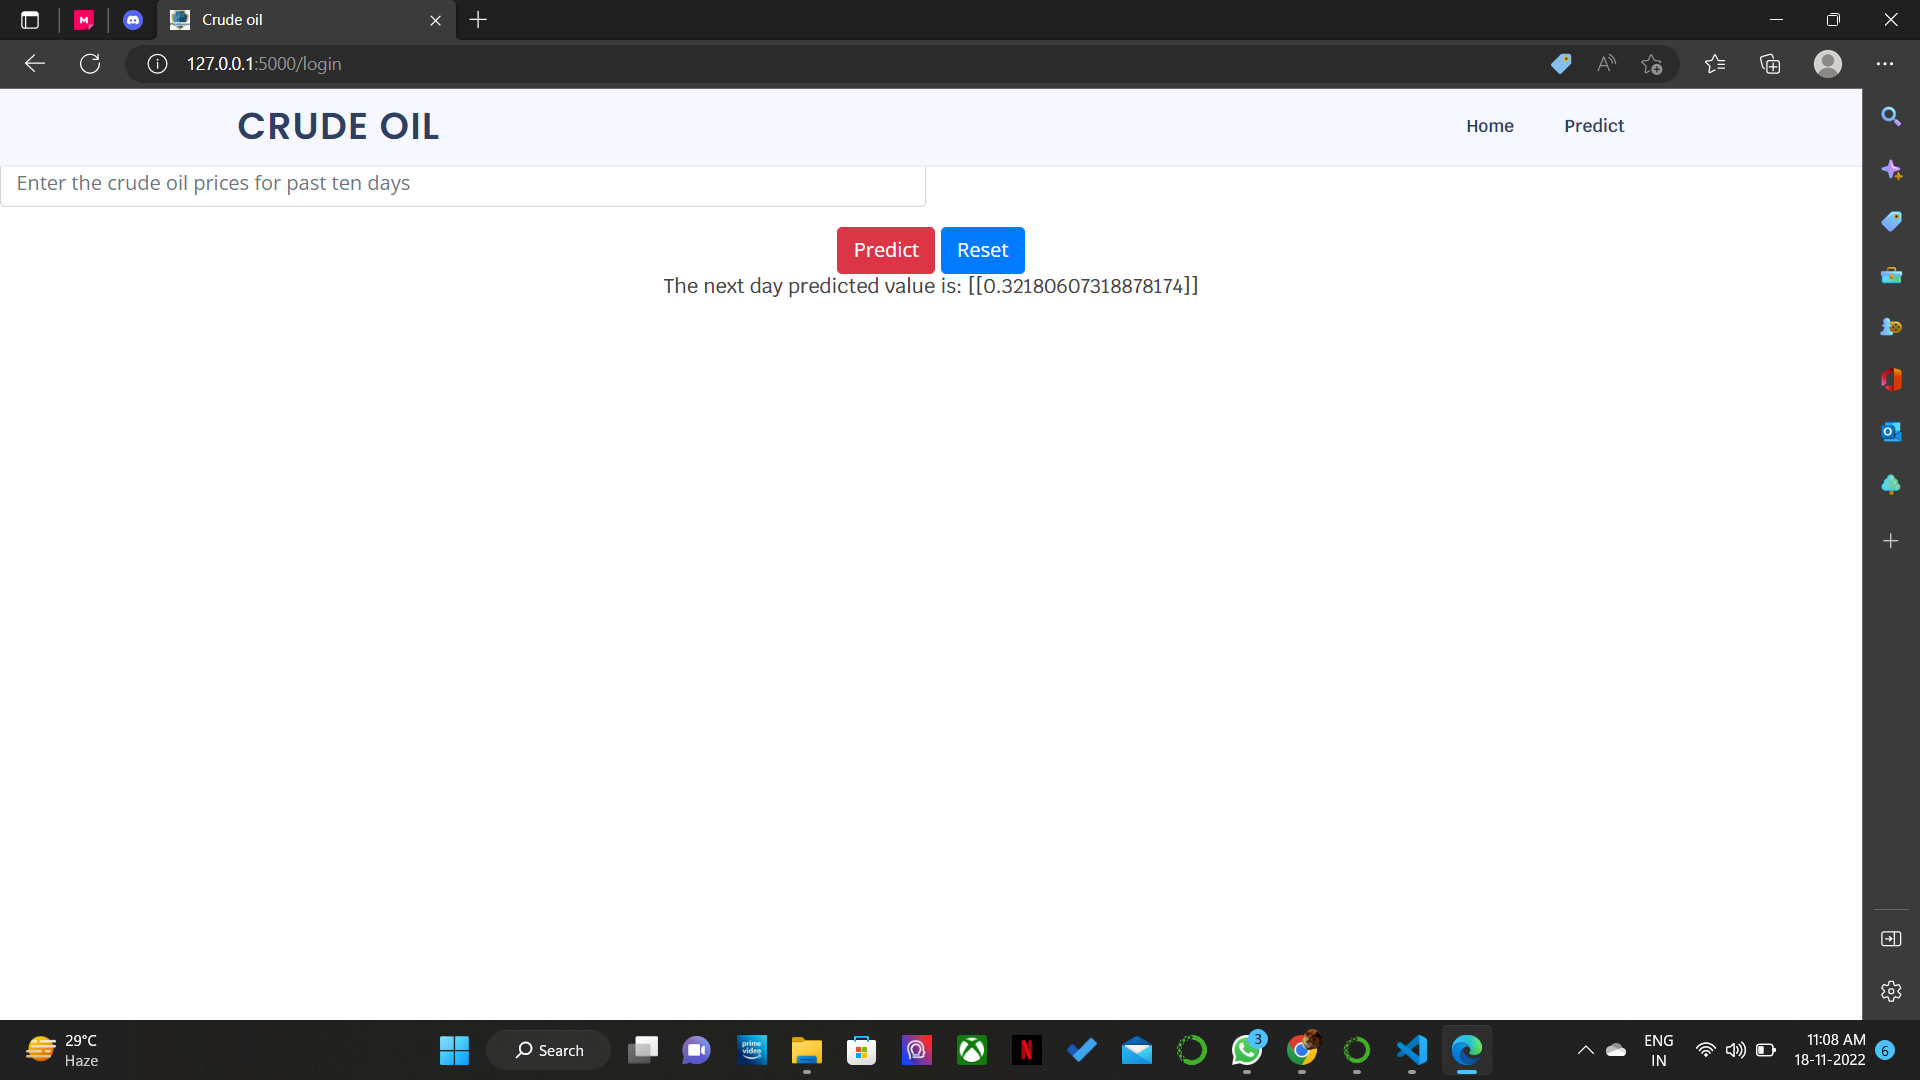 Crude oil
127.0.0.1:5000/login
CRUDE OIL
Home
Predict
Enter the crude oil prices for past ten days
Predict
Reset
The next day predicted value is: [[0.32180607318878174]]
29°C
Haze
Search
prime video
3
ENG
IN
11:08 AM
18-11-2022
6